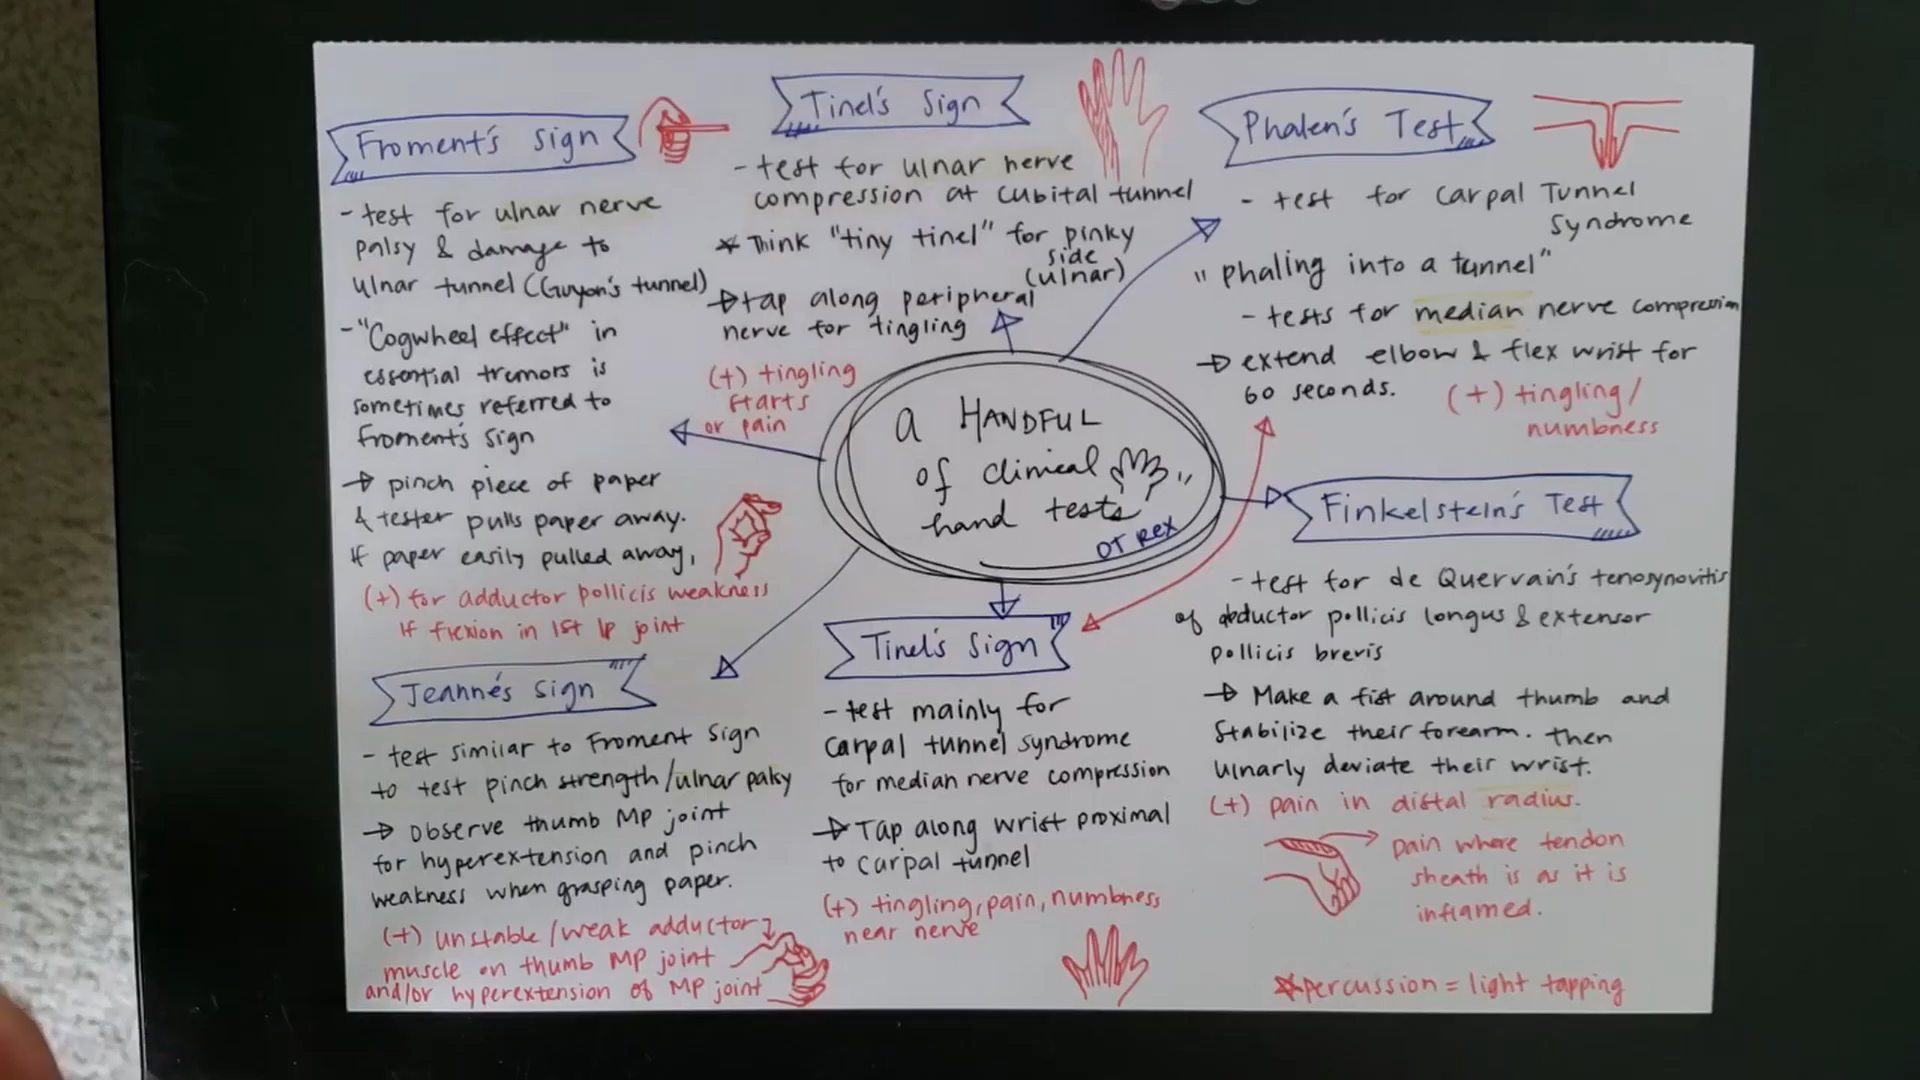 Froment's Sign
- test for ulnar nerve
palsy & damage to
ulnar tunnel (Guyon's tunnel)
- "Cogwheel effect" in
essential tremors is
sometimes referred to
Froment's sign
→ pinch piece of paper
& tester pulls paper away.
If paper easily pulled away,
(+) for adductor pollicis weakness
If flexion in 1st IP joint
Tinel's Sign
- test for ulnar nerve
compression at cubital tunnel
* Think "tiny tinel" for pinky
side
(ulnar)
→ tap along peripheral
nerve for tingling
(+) tingling
starts
or pain
Phalen's Test
- test for Carpal Tunnel
Syndrome
"phaling into a tunnel"
- tests for median nerve compression
→ extend elbow & flex wrist for
60 seconds.
(+) tingling/
numbness
a HANDFUL
of clinical
hand tests
OT REX
Jeanne's Sign
- test similar to Froment Sign
to test pinch strength/ulnar palsy
→ Observe thumb MP joint
for hyperextension and pinch
weakness when grasping paper.
(+) unstable/weak adductor
muscle on thumb MP joint
and/or hyperextension of MP joint
Tinel's Sign
- test mainly for
Carpal tunnel syndrome
for median nerve compression
→ Tap along wrist proximal
to carpal tunnel
(+) tingling, pain, numbness
near nerve
Finkelstein's Test
- test for de Quervain's tenosynovitis
of abductor pollicis longus & extensor
pollicis brevis
→ Make a fist around thumb and
Stabilize their forearm. Then
Ulnarly deviate their wrist.
(+) pain in distal radius.
pain where tendon
sheath is as it is
inflamed.
* percussion = light tapping